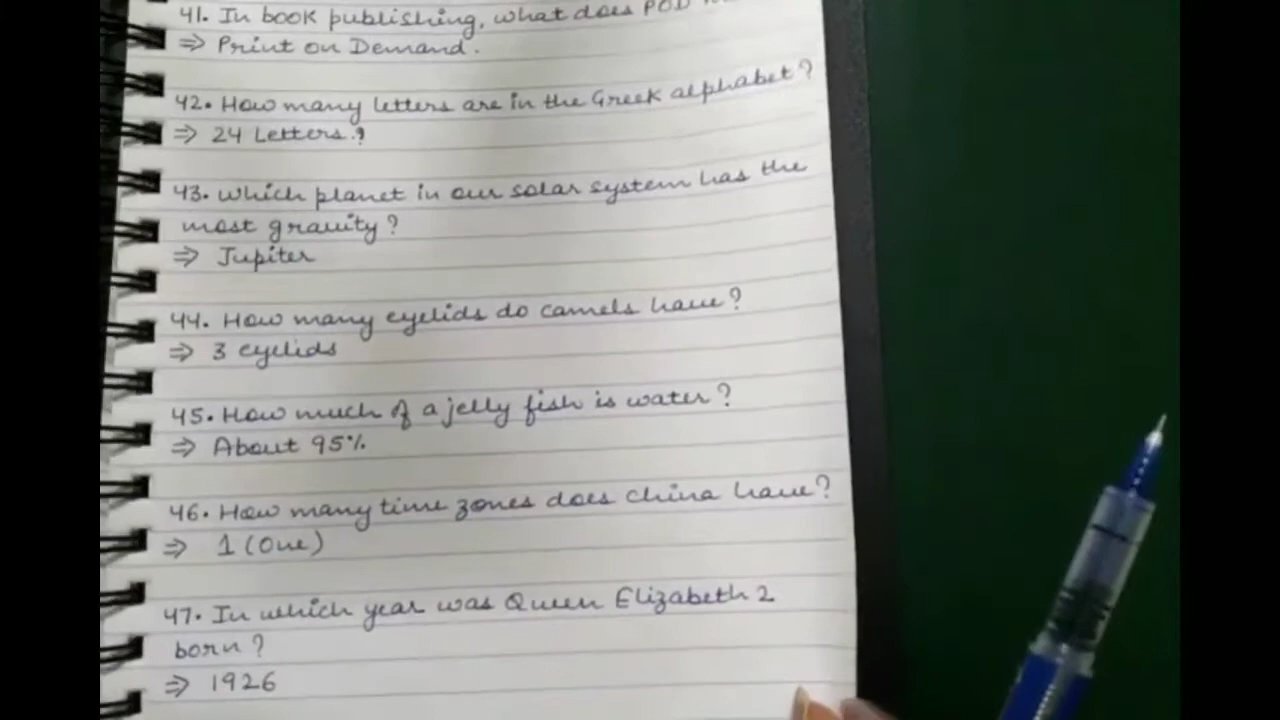 41. In book publishing, what does POD
⇒ Print on Demand.
42. How many letters are in the Greek alphabet?
⇒ 24 Letters.?
43. Which planet in our solar system has the
most gravity?
⇒ Jupiter
44. How many eyelids do camels have?
⇒ 3 eyelids
45. How much of a jelly fish is water?
⇒ About 95%
46. How many time zones does China have?
⇒ 1 (One)
47. In which year was Queen Elizabeth 2
born?
⇒ 1926